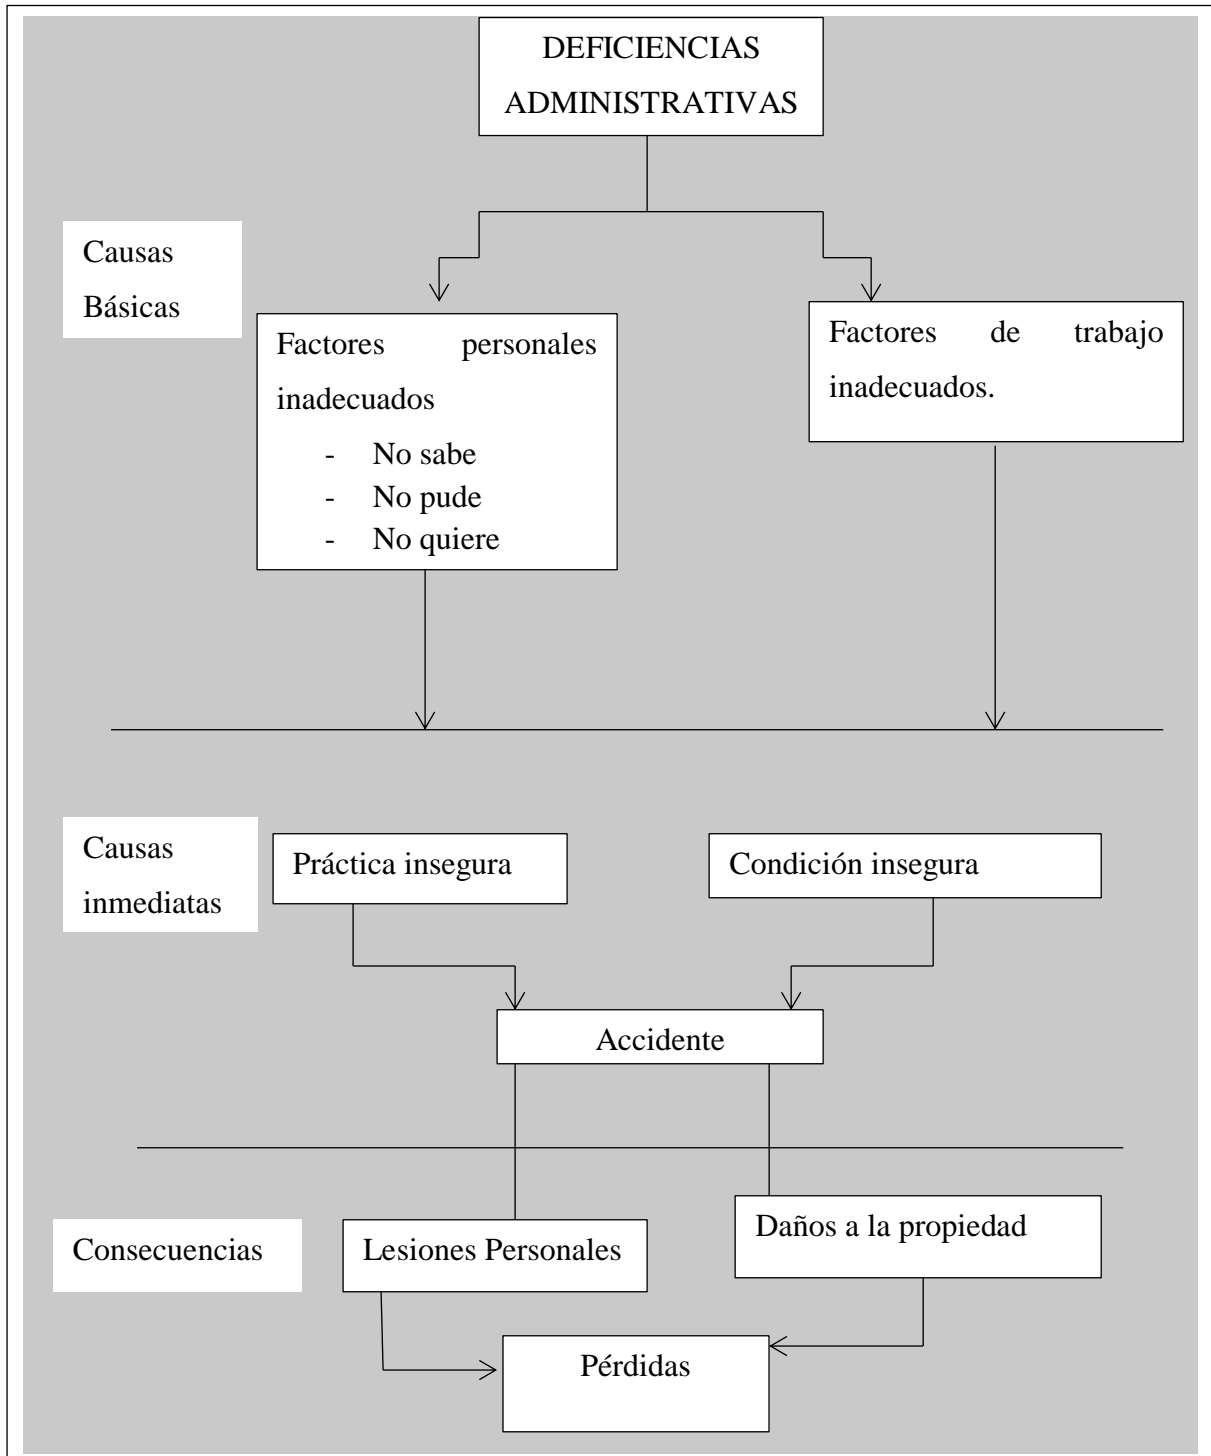 DEFICIENCIAS
ADMINISTRATIVAS
Causas
Básicas
Factores personales
inadecuados
- No sabe
- No pude
- No quiere
Factores de trabajo
inadecuados.
Causas
inmediatas
Práctica insegura
Condición insegura
Accidente
Consecuencias
Lesiones Personales
Daños a la propiedad
Pérdidas